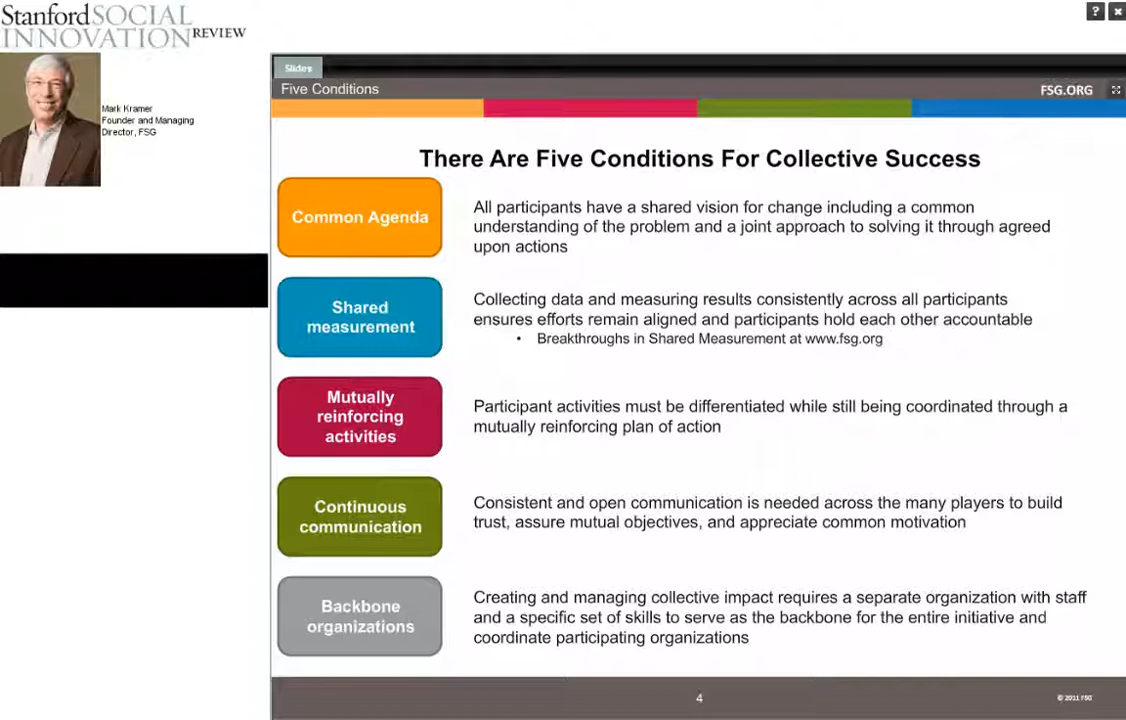 Stanford SOCIAL
INNOVATION REVIEW
? ×
Mark Kramer
Founder and Managing
Director, FSG
Slides
Five Conditions
FSG.ORG
There Are Five Conditions For Collective Success
Common Agenda
All participants have a shared vision for change including a common
understanding of the problem and a joint approach to solving it through agreed
upon actions
Shared
measurement
Collecting data and measuring results consistently across all participants
ensures efforts remain aligned and participants hold each other accountable
• Breakthroughs in Shared Measurement at www.fsg.org
Mutually
reinforcing
activities
Participant activities must be differentiated while still being coordinated through a
mutually reinforcing plan of action
Continuous
communication
Consistent and open communication is needed across the many players to build
trust, assure mutual objectives, and appreciate common motivation
Backbone
organizations
Creating and managing collective impact requires a separate organization with staff
and a specific set of skills to serve as the backbone for the entire initiative and
coordinate participating organizations
4
© 2011 FSG